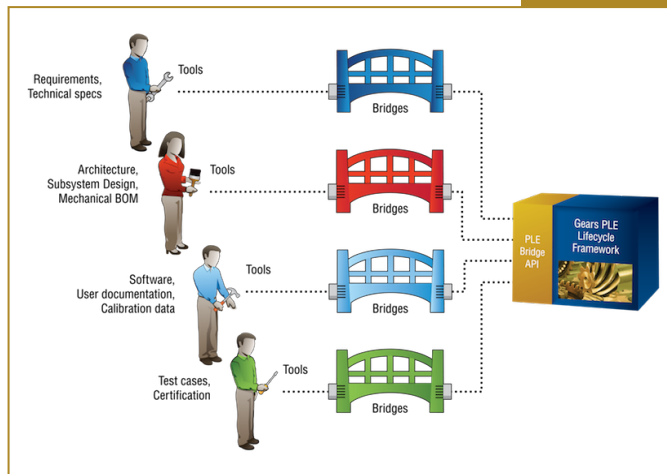 Requirements,
Technical specs
Tools
Bridges
Architecture,
Subsystem Design,
Mechanical BOM
Tools
Bridges
Software,
User documentation,
Calibration data
Tools
Bridges
Test cases,
Certification
Tools
Bridges
PLE
Bridge
API
Gears PLE
Lifecycle
Framework